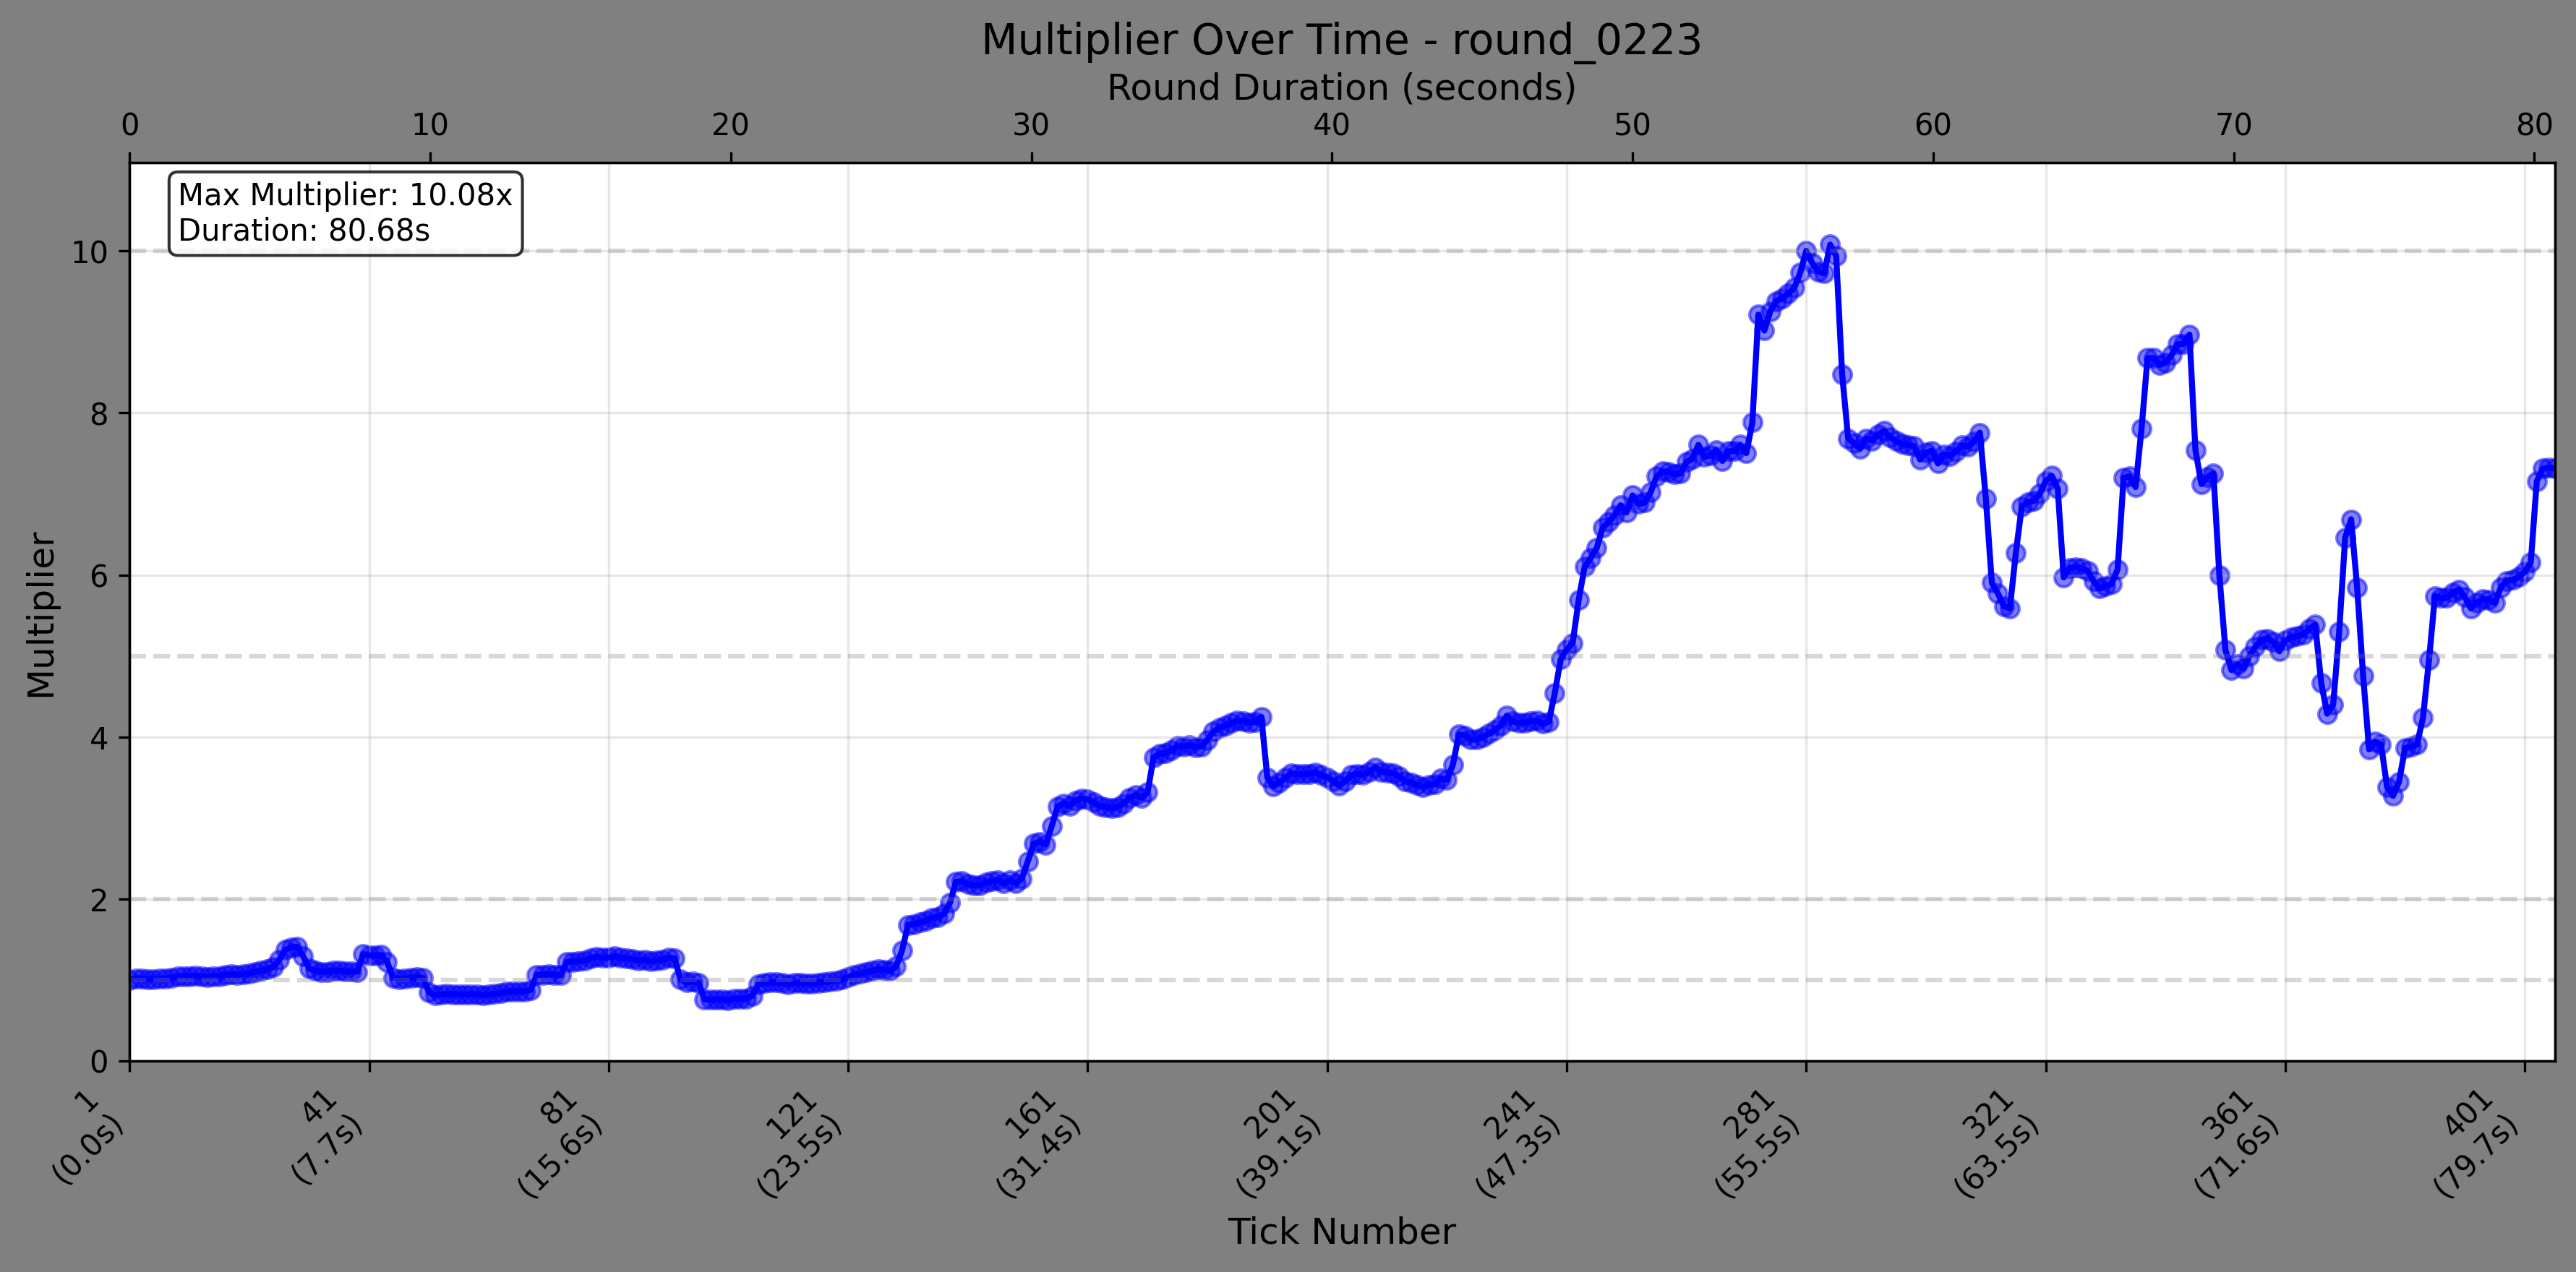 Multiplier Over Time - round_0223
Round Duration (seconds)
0 10 20 30 40 50 60 70 80
Max Multiplier: 10.08x
Duration: 80.68s
10
8
6
4
2
0
Multiplier
1
(0.0s)
41
(7.7s)
81
(15.6s)
121
(23.5s)
161
(31.4s)
201
(39.1s)
241
(47.3s)
281
(55.5s)
321
(63.5s)
361
(71.6s)
401
(79.7s)
Tick Number